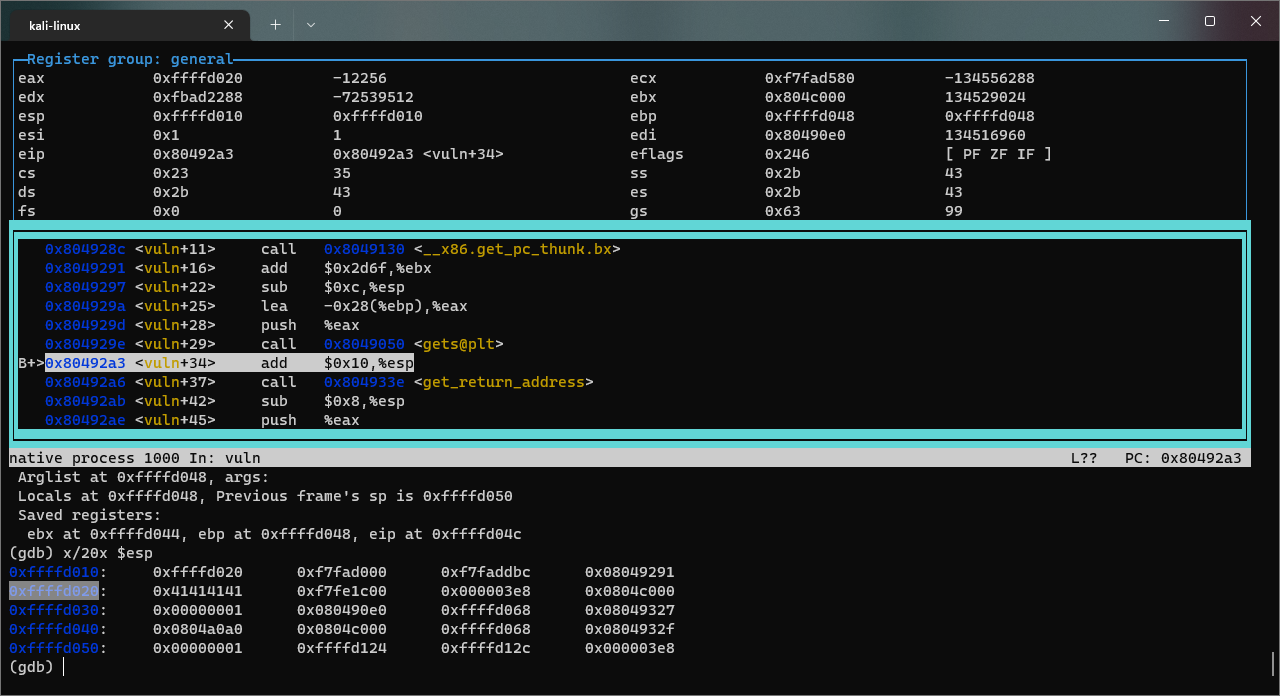 kali-linux
Register group: general
eax 0xffffd020 -12256 ecx 0xf7fad580 -134556288
edx 0xfbad2288 -72539512 ebx 0x804c000 134529024
esp 0xffffd010 0xffffd010 ebp 0xffffd048 0xffffd048
esi 0x1 1 edi 0x80490e0 134516960
eip 0x80492a3 0x80492a3 <vuln+34> eflags 0x246 [ PF ZF IF ]
cs 0x23 35 ss 0x2b 43
ds 0x2b 43 es 0x2b 43
fs 0x0 0 gs 0x63 99
0x804928c <vuln+11> call 0x8049130 <__x86.get_pc_thunk.bx>
0x8049291 <vuln+16> add $0x2d6f,%ebx
0x8049297 <vuln+22> sub $0xc,%esp
0x804929a <vuln+25> lea -0x28(%ebp),%eax
0x804929d <vuln+28> push %eax
0x804929e <vuln+29> call 0x8049050 <gets@plt>
B+>0x80492a3 <vuln+34> add $0x10,%esp
0x80492a6 <vuln+37> call 0x804933e <get_return_address>
0x80492ab <vuln+42> sub $0x8,%esp
0x80492ae <vuln+45> push %eax
native process 1000 In: vuln L?? PC: 0x80492a3
Arglist at 0xffffd048, args:
Locals at 0xffffd048, Previous frame's sp is 0xffffd050
Saved registers:
ebx at 0xffffd044, ebp at 0xffffd048, eip at 0xffffd04c
(gdb) x/20x $esp
0xffffd010: 0xffffd020 0xf7fad000 0xf7faddbc 0x08049291
0xffffd020: 0x41414141 0xf7fe1c00 0x000003e8 0x0804c000
0xffffd030: 0x00000001 0x080490e0 0xffffd068 0x08049327
0xffffd040: 0x0804a0a0 0x0804c000 0xffffd068 0x0804932f
0xffffd050: 0x00000001 0xffffd124 0xffffd12c 0x000003e8
(gdb)